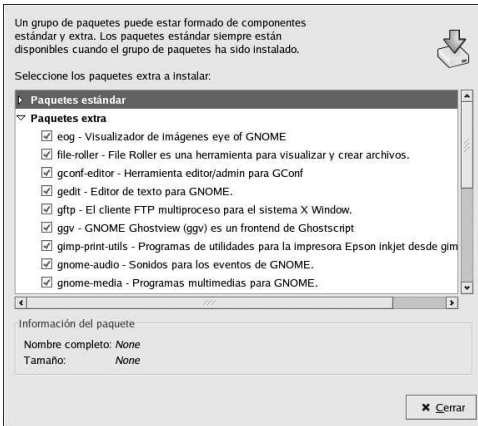 Un grupo de paquetes puede estar formado de componentes
estándar y extra. Los paquetes estándar siempre están
disponibles cuando el grupo de paquetes ha sido instalado.
Seleccione los paquetes extra a instalar:
Paquetes estándar
Paquetes extra
eog - Visualizador de imágenes eye of GNOME
file-roller - File Roller es una herramienta para visualizar y crear archivos.
gconf-editor - Herramienta editor/admin para GConf
gedit - Editor de texto para GNOME.
gftp - El cliente FTP multiproceso para el sistema X Window.
ggv - GNOME Ghostview (ggv) es un frontend de Ghostscript
gimp-print-utils - Programas de utilidades para la impresora Epson inkjet desde gim
gnome-audio - Sonidos para los eventos de GNOME.
gnome-media - Programas multimedias para GNOME.
Información del paquete
Nombre completo: None
Tamaño: None
Cerrar